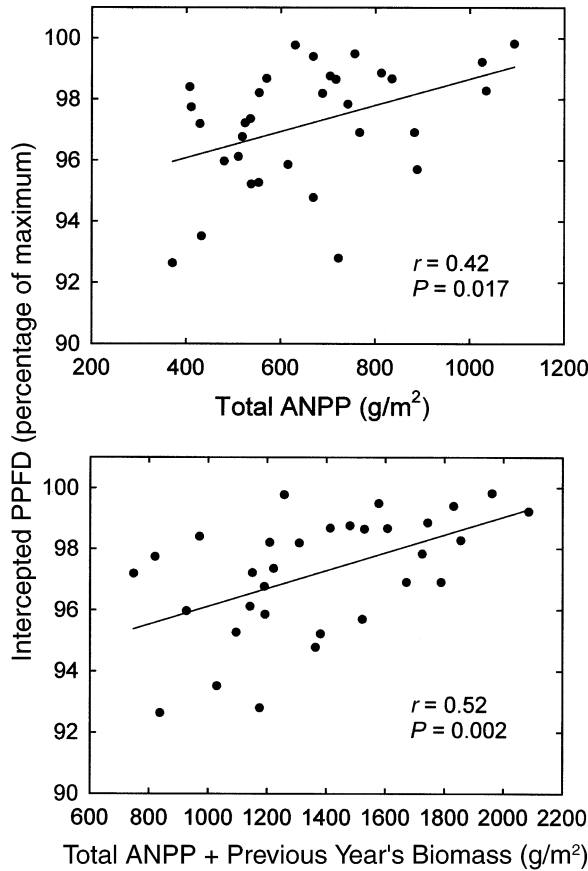 100
98
96
94
92
90
r = 0.42
P = 0.017
200 400 600 800 1000 1200
Total ANPP (g/m²)
Intercepted PPFD (percentage of maximum)
100
98
96
94
92
90
r = 0.52
P = 0.002
600 800 1000 1200 1400 1600 1800 2000 2200
Total ANPP + Previous Year's Biomass (g/m²)